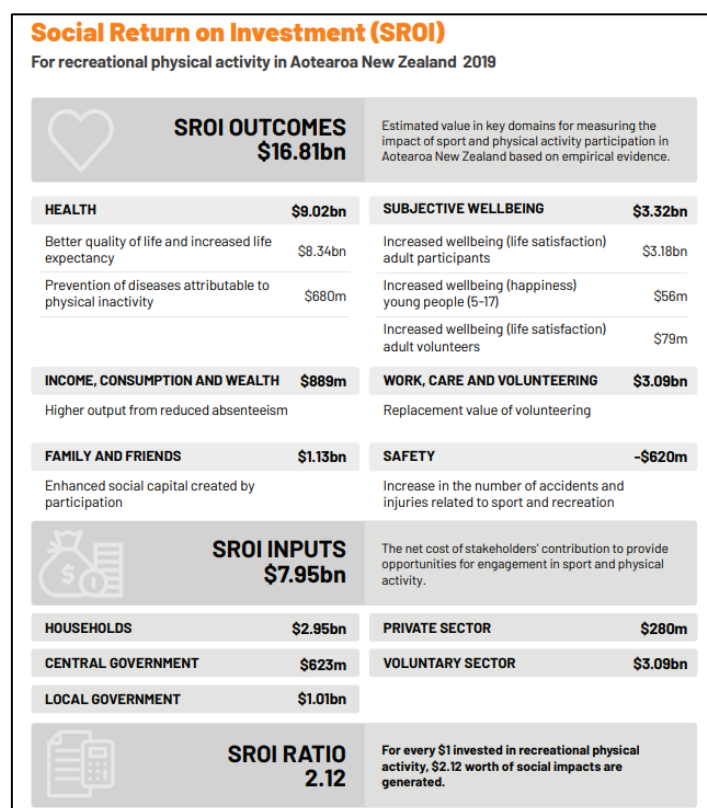 Social Return on Investment (SROI)
For recreational physical activity in Aotearoa New Zealand 2019
SROI OUTCOMES
$16.81bn
Estimated value in key domains for measuring the
impact of sport and physical activity participation in
Aotearoa New Zealand based on empirical evidence.
HEALTH $9.02bn
Better quality of life and increased life
expectancy
$8.34bn
Prevention of diseases attributable to
physical inactivity
$680m
SUBJECTIVE WELLBEING $3.32bn
Increased wellbeing (life satisfaction)
adult participants
$3.18bn
Increased wellbeing (happiness)
young people (5-17)
$56m
Increased wellbeing (life satisfaction)
adult volunteers
$79m
INCOME, CONSUMPTION AND WEALTH $889m
Higher output from reduced absenteeism
WORK, CARE AND VOLUNTEERING $3.09bn
Replacement value of volunteering
FAMILY AND FRIENDS $1.13bn
Enhanced social capital created by
participation
SAFETY -$620m
Increase in the number of accidents and
injuries related to sport and recreation
SROI INPUTS
$7.95bn
The net cost of stakeholders' contribution to provide
opportunities for engagement in sport and physical
activity.
$
HOUSEHOLDS $2.95bn
PRIVATE SECTOR $280m
CENTRAL GOVERNMENT $623m
VOLUNTARY SECTOR $3.09bn
LOCAL GOVERNMENT $1.01bn
SROI RATIO
2.12
For every $1 invested in recreational physical
activity, $2.12 worth of social impacts are
generated.